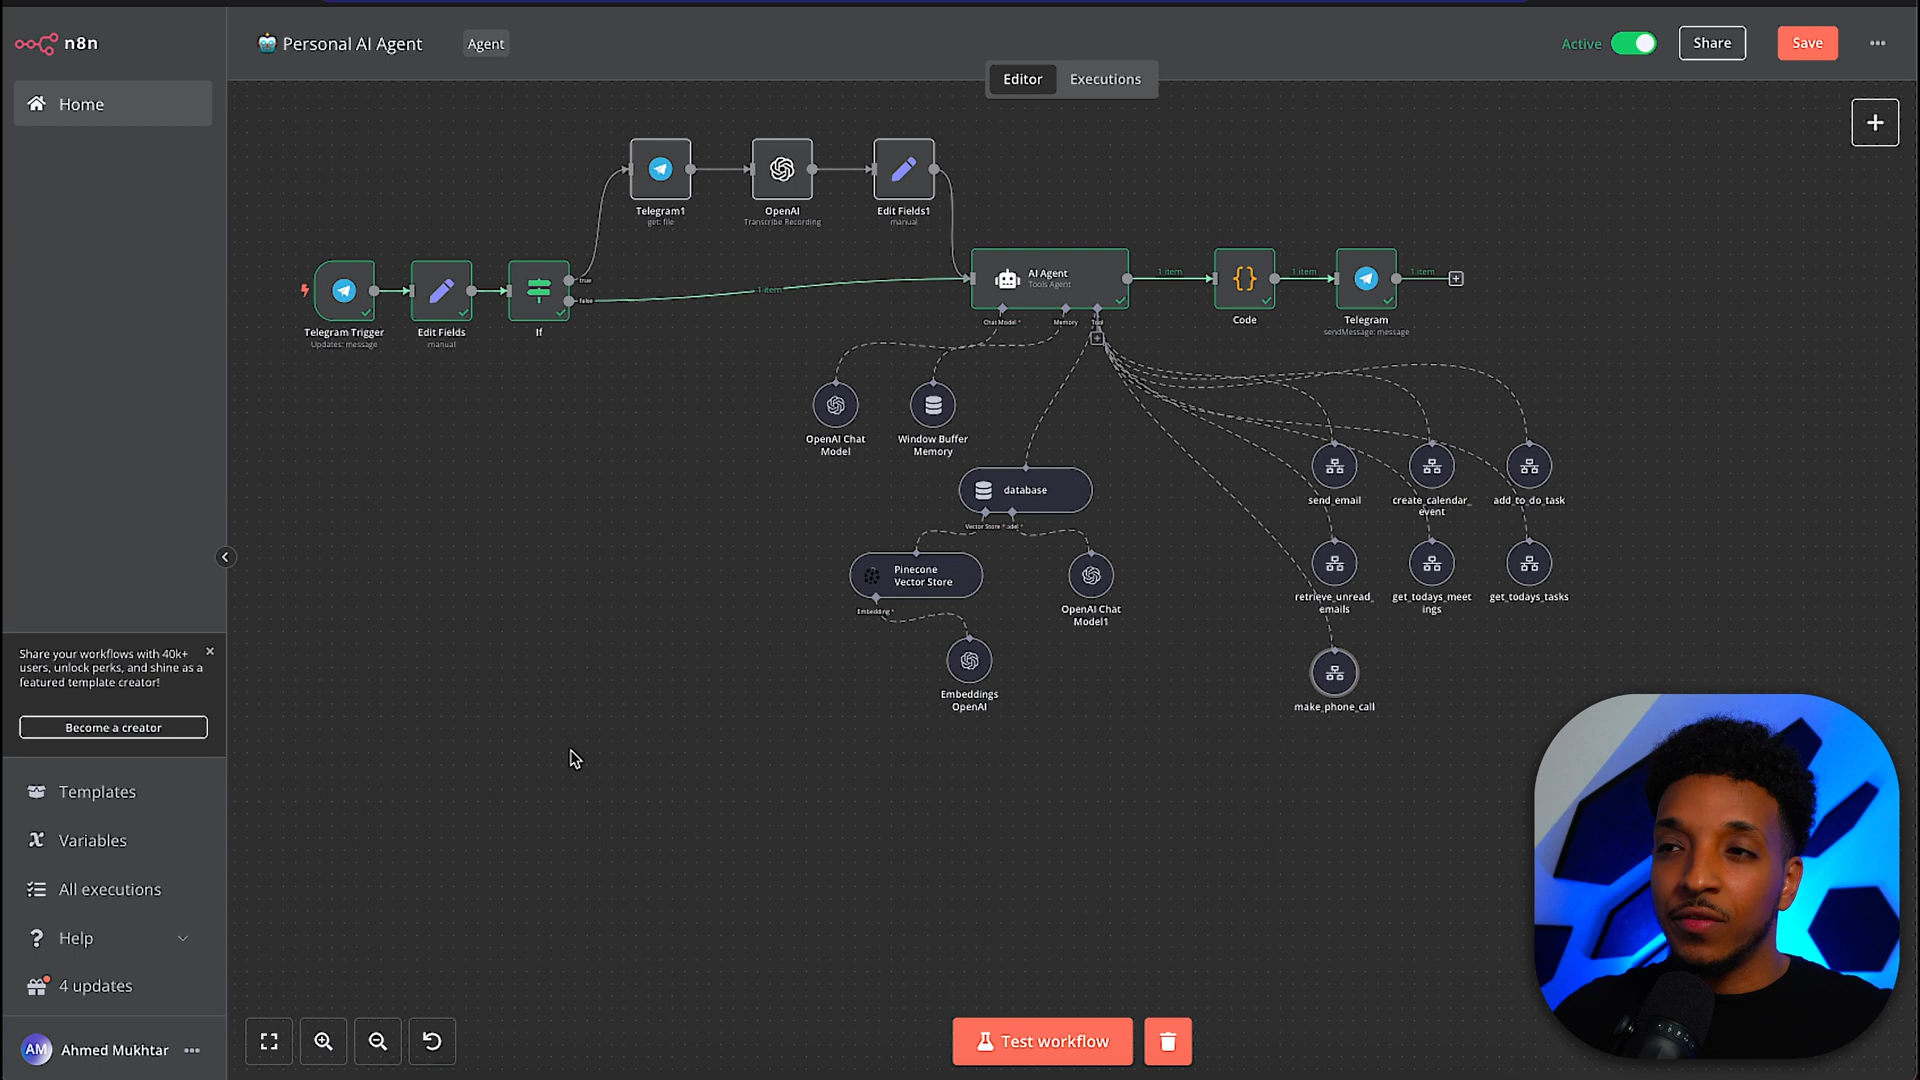 n8n
Personal AI Agent
Agent
Active
Share
Save
Editor
Executions
Home
Telegram1
get: file
OpenAI
Transcribe Recording
Edit Fields1
manual
Telegram Trigger
Updates: message
Edit Fields
manual
If
true
false
1 item
AI Agent
Tools Agent
Chat Model *
Memory
Tool
1 item
Code
1 item
Telegram
sendMessage: message
1 item
OpenAI Chat
Model
Window Buffer
Memory
database
Vector Store *
Pinecone
Vector Store
Embedding *
OpenAI Chat
Model1
Embeddings
OpenAI
send_email
create_calendar_
event
add_to_do_task
retrieve_unread_
emails
get_todays_meet
ings
get_todays_tasks
make_phone_call
Share your workflows with 40k+
users, unlock perks, and shine as a
featured template creator!
Become a creator
Templates
Variables
All executions
Help
4 updates
AM
Ahmed Mukhtar
Test workflow